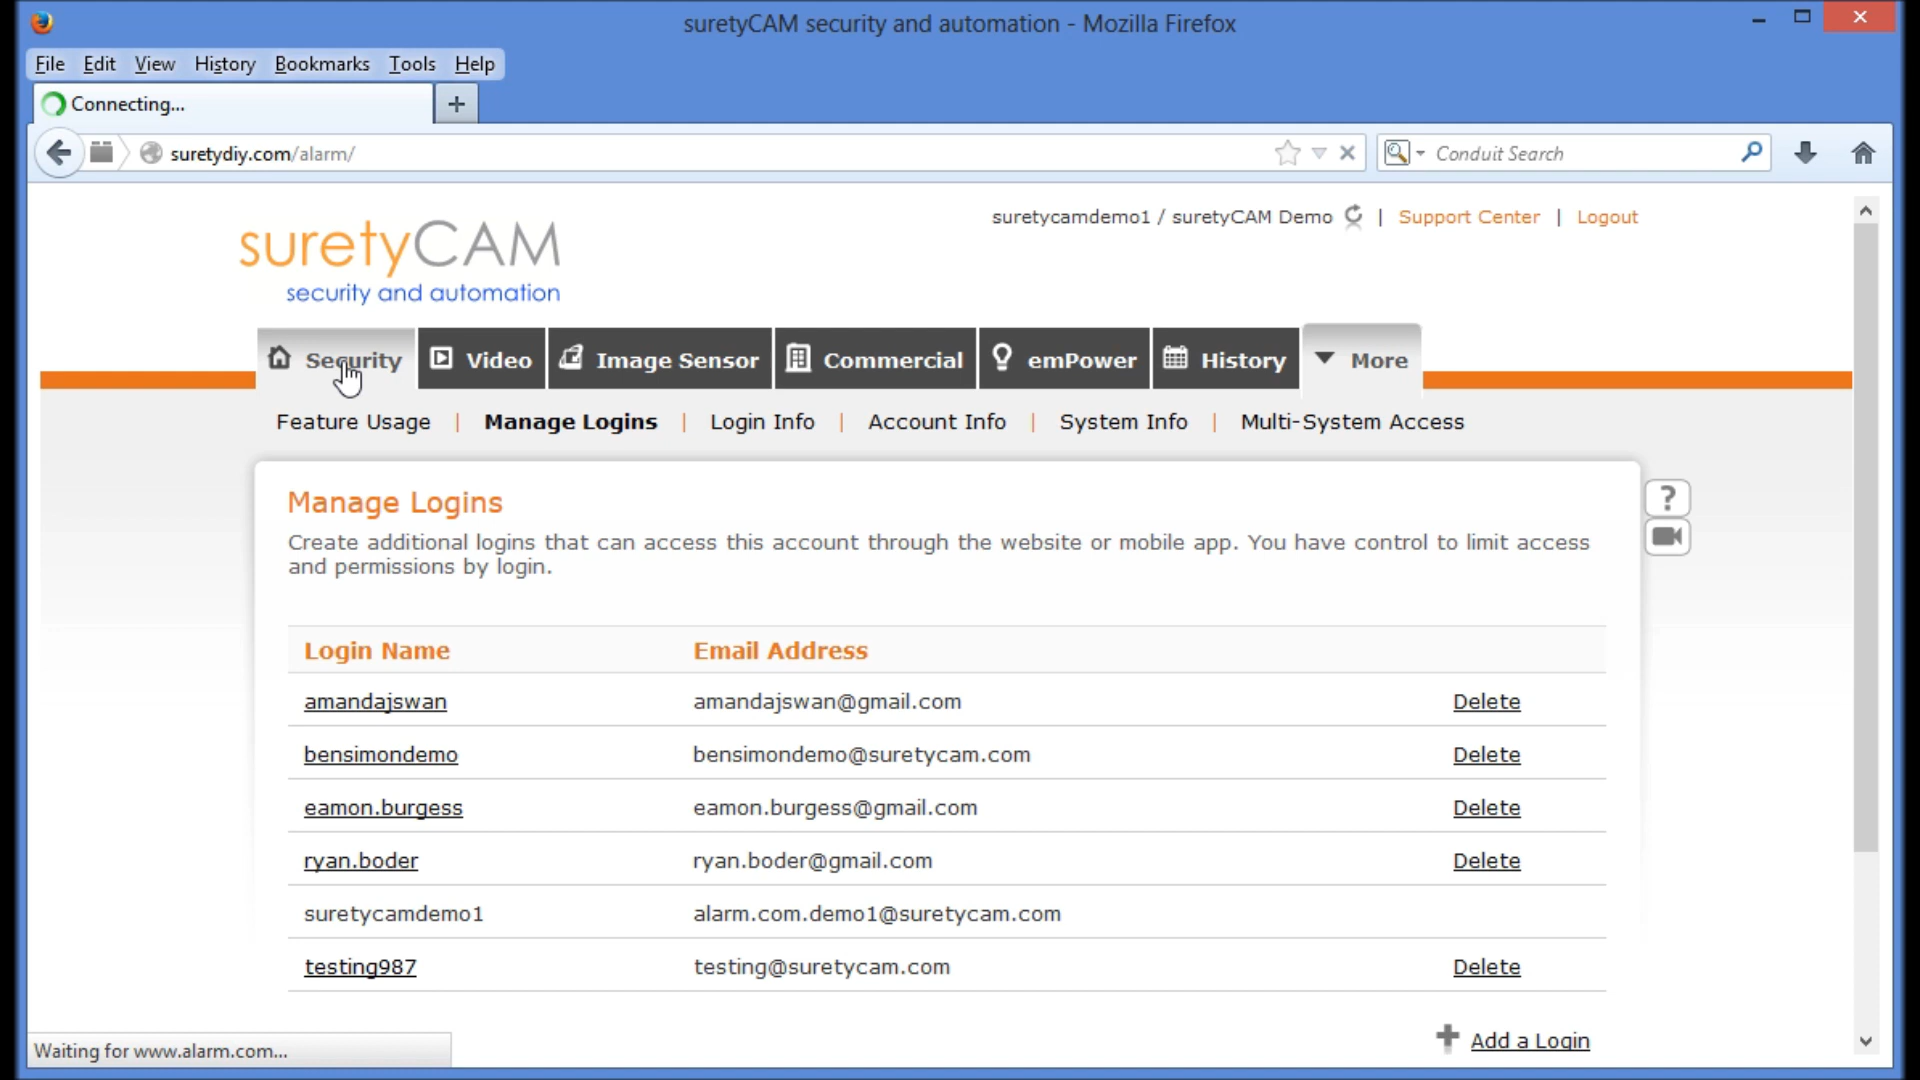 suretyCAM security and automation - Mozilla Firefox
File Edit View History Bookmarks Tools Help
Connecting...
suretydiy.com/alarm/
Conduit Search
suretycamdemo1 / suretyCAM Demo | Support Center | Logout
suretyCAM
security and automation
Security Video Image Sensor Commercial emPower History More
Feature Usage | Manage Logins | Login Info | Account Info | System Info | Multi-System Access
Manage Logins
?
Create additional logins that can access this account through the website or mobile app. You have control to limit access
and permissions by login.
Login Name Email Address
amandajswan amandajswan@gmail.com Delete
bensimondemo bensimondemo@suretycam.com Delete
eamon.burgess eamon.burgess@gmail.com Delete
ryan.boder ryan.boder@gmail.com Delete
suretycamdemo1 alarm.com.demo1@suretycam.com
testing987 testing@suretycam.com Delete
Add a Login
Waiting for www.alarm.com...